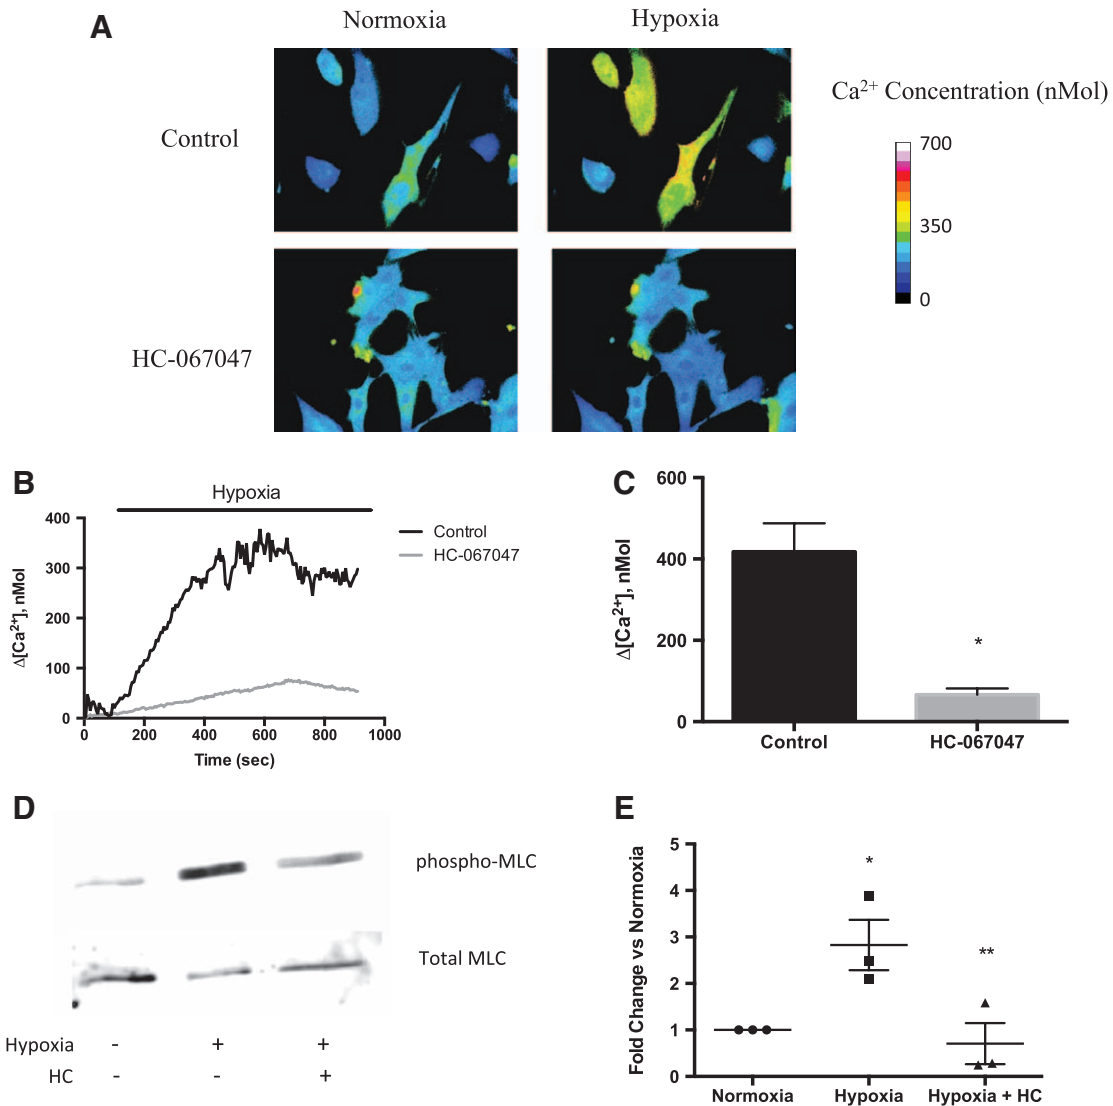 A
Normoxia
Hypoxia
Ca2+ Concentration (nMol)
Control
700
350
0
HC-067047
B
Hypoxia
400
300
200
100
0
Δ[Ca2+], nMol
0 200 400 600 800 1000
Time (sec)
Control
HC-067047
C
600
400
200
0
Δ[Ca2+], nMol
*
Control HC-067047
D
phospho-MLC
Total MLC
Hypoxia - + +
HC - - +
E
5
4
3
2
1
0
Fold Change vs Normoxia
*
**
Normoxia Hypoxia Hypoxia + HC